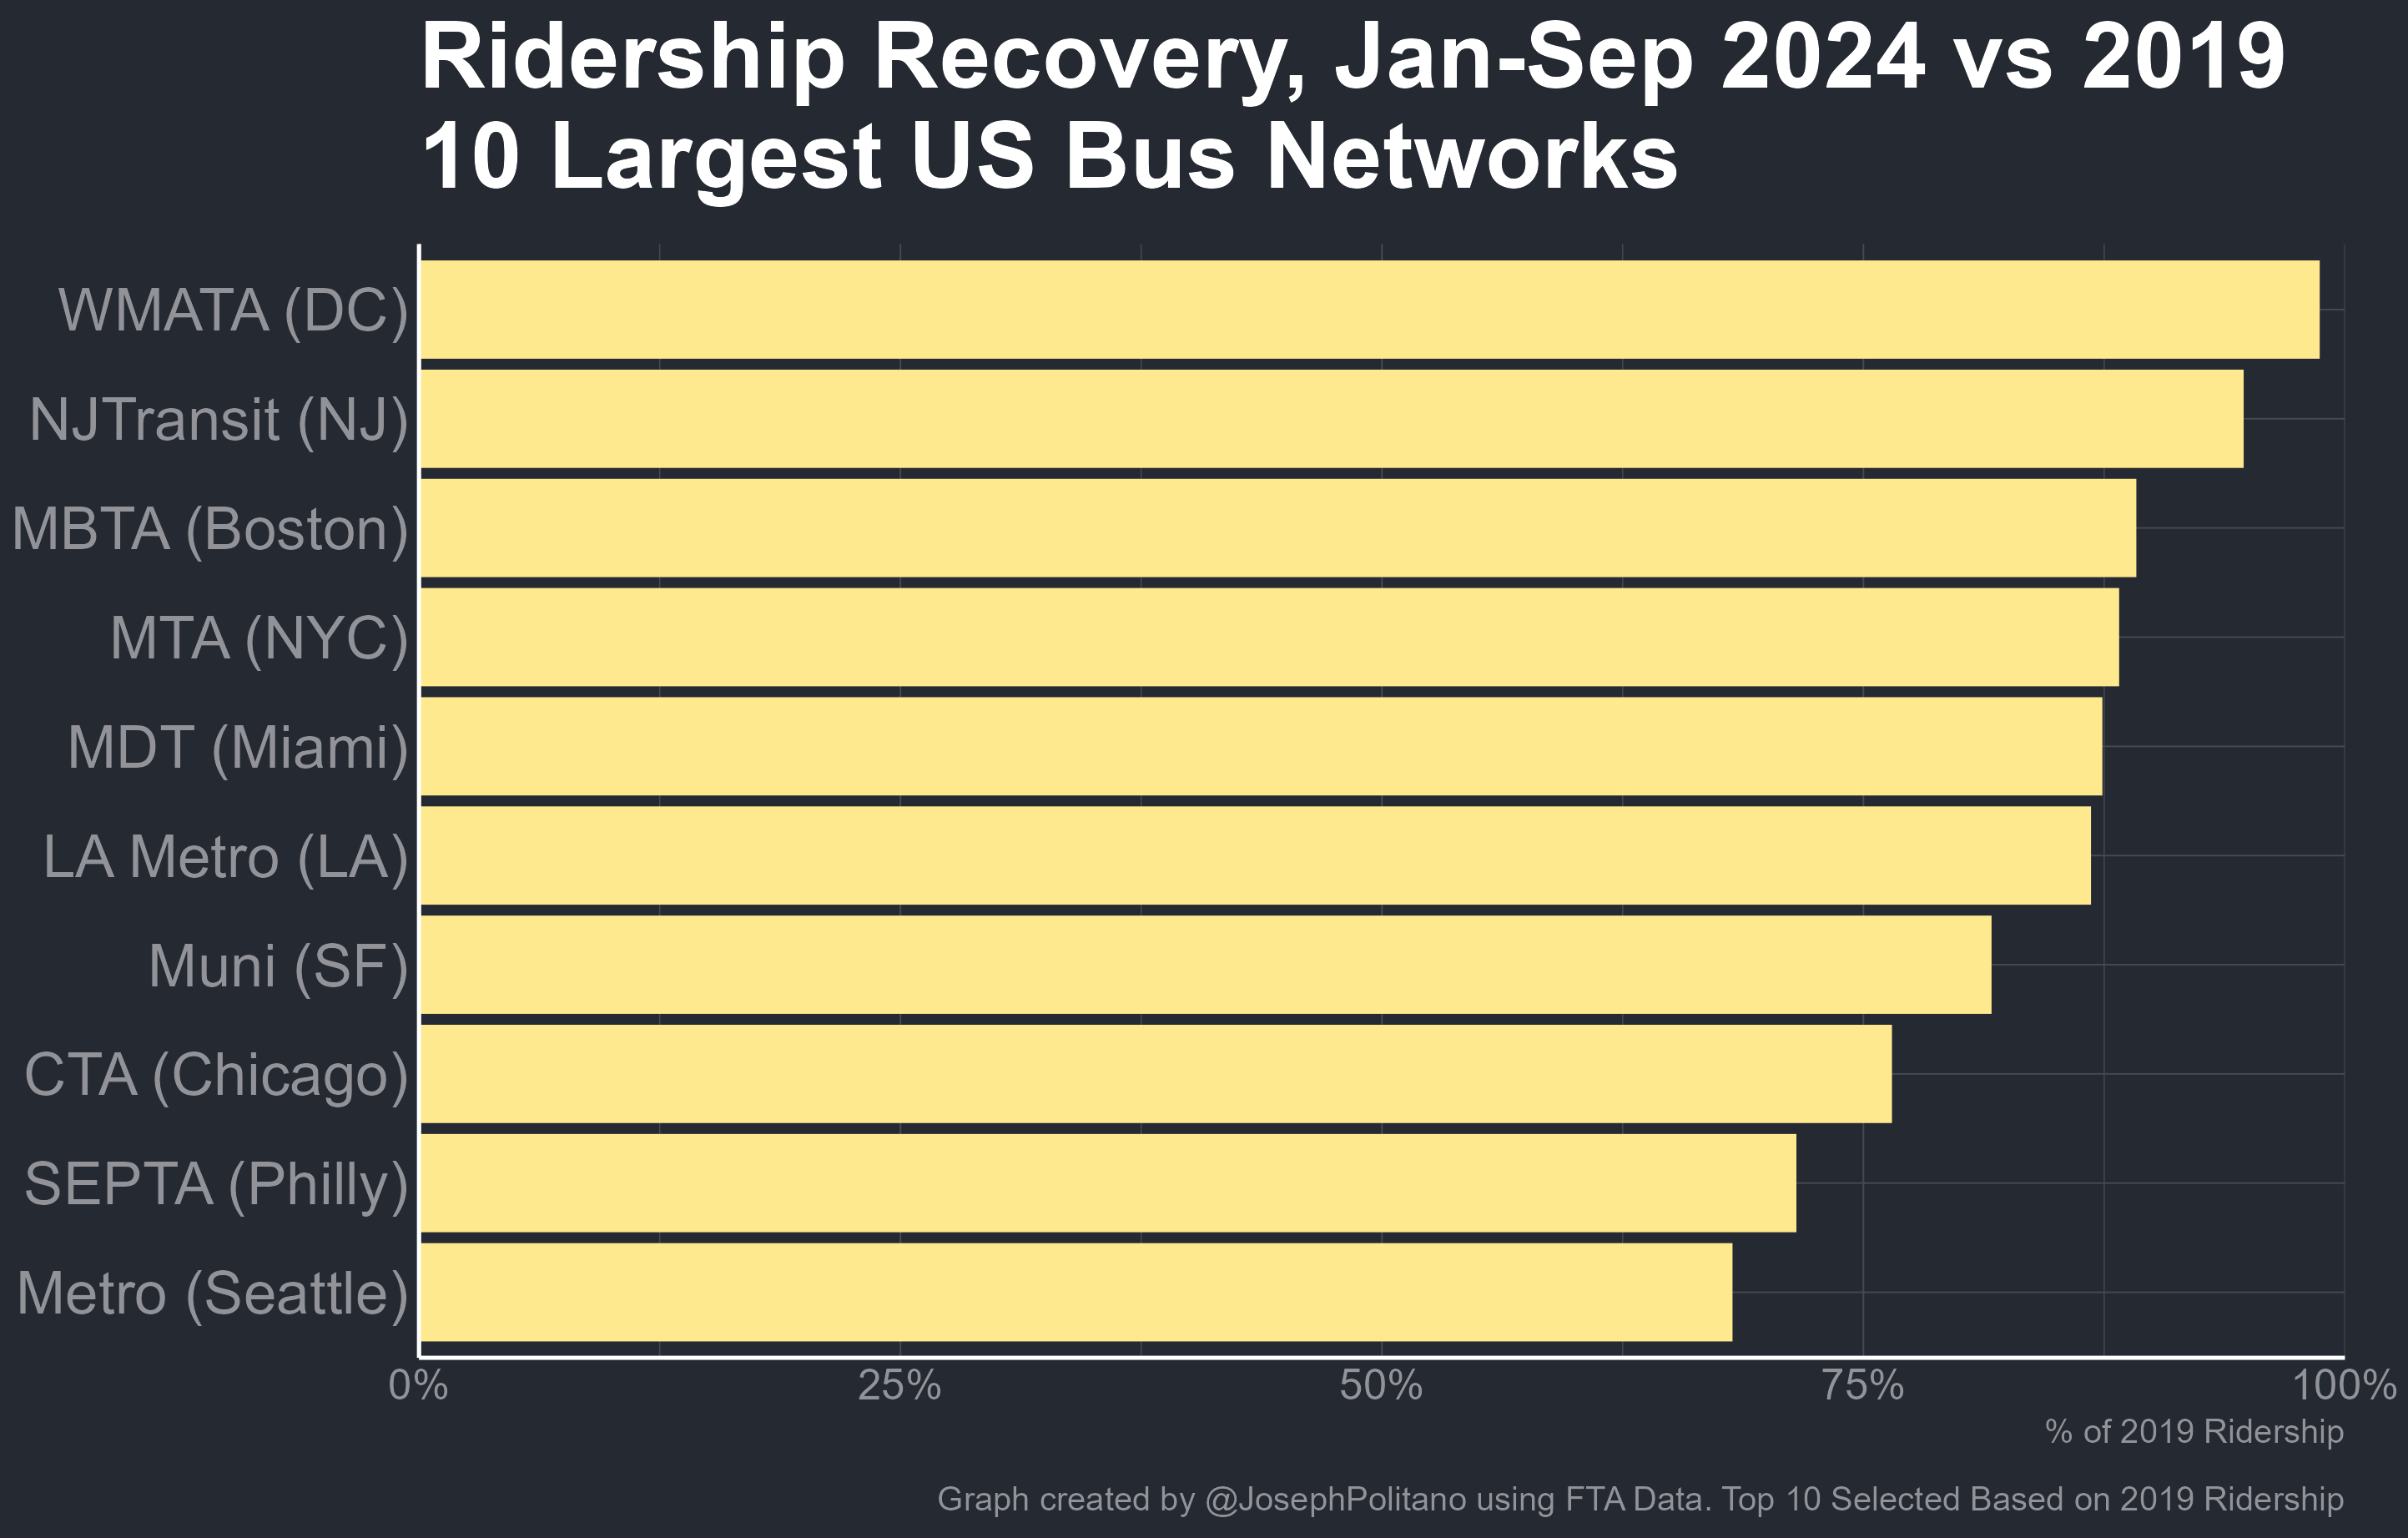 Ridership Recovery, Jan-Sep 2024 vs 2019
10 Largest US Bus Networks
WMATA (DC)
NJTransit (NJ)
MBTA (Boston)
MTA (NYC)
MDT (Miami)
LA Metro (LA)
Muni (SF)
CTA (Chicago)
SEPTA (Philly)
Metro (Seattle)
0% 25% 50% 75% 100%
% of 2019 Ridership
Graph created by @JosephPolitano using FTA Data. Top 10 Selected Based on 2019 Ridership